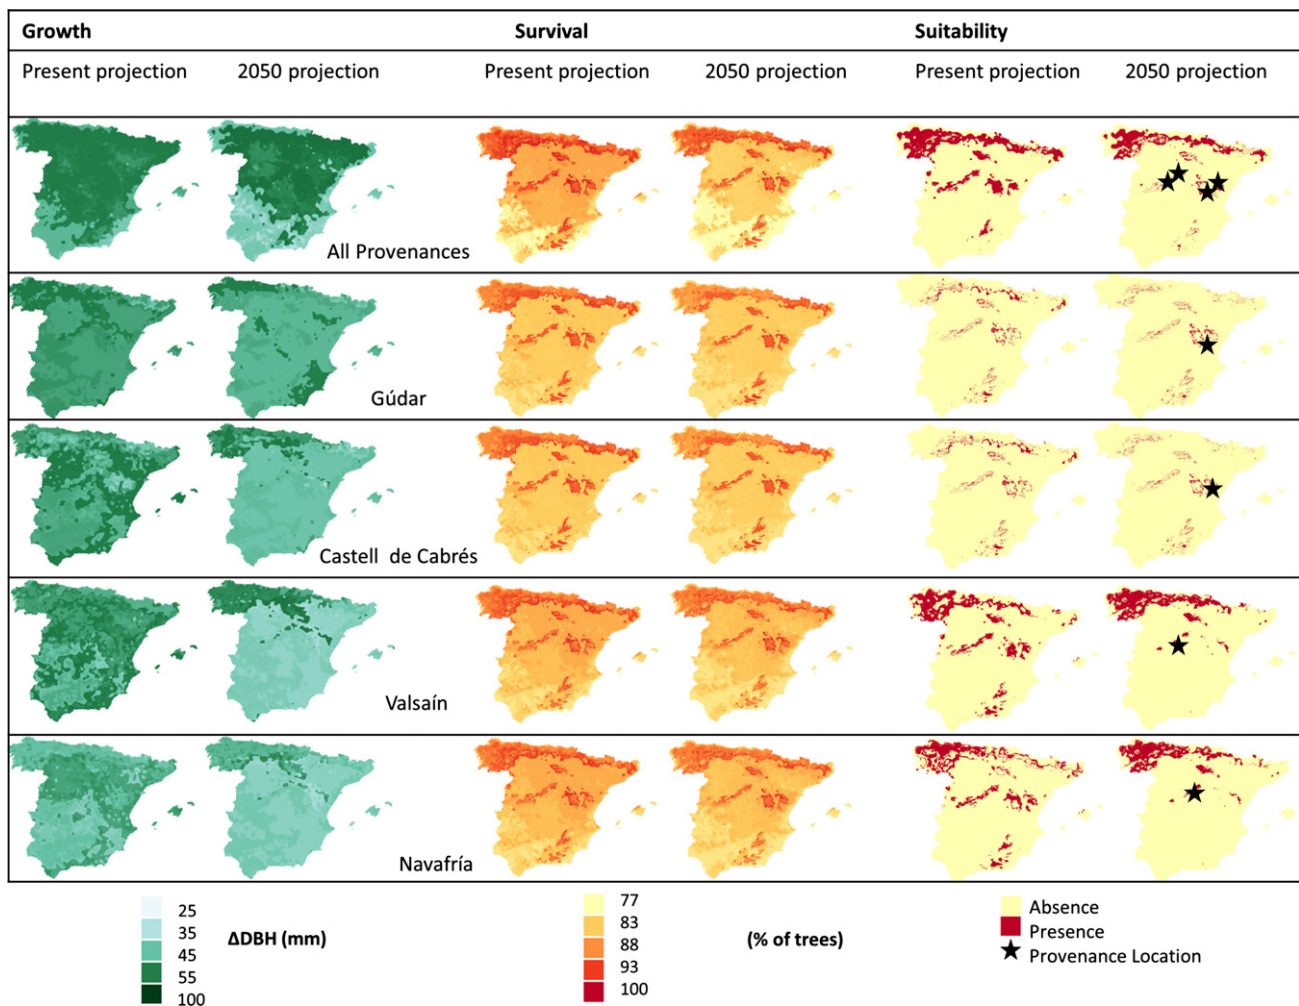 Growth Survival Suitability
Present projection 2050 projection Present projection 2050 projection Present projection 2050 projection
All Provenances
Gúdar
Castell de Cabrés
Valsaín
Navafría
25
35
45
55
100
ΔDBH (mm)
77
83
88
93
100
(% of trees)
Absence
Presence
Provenance Location